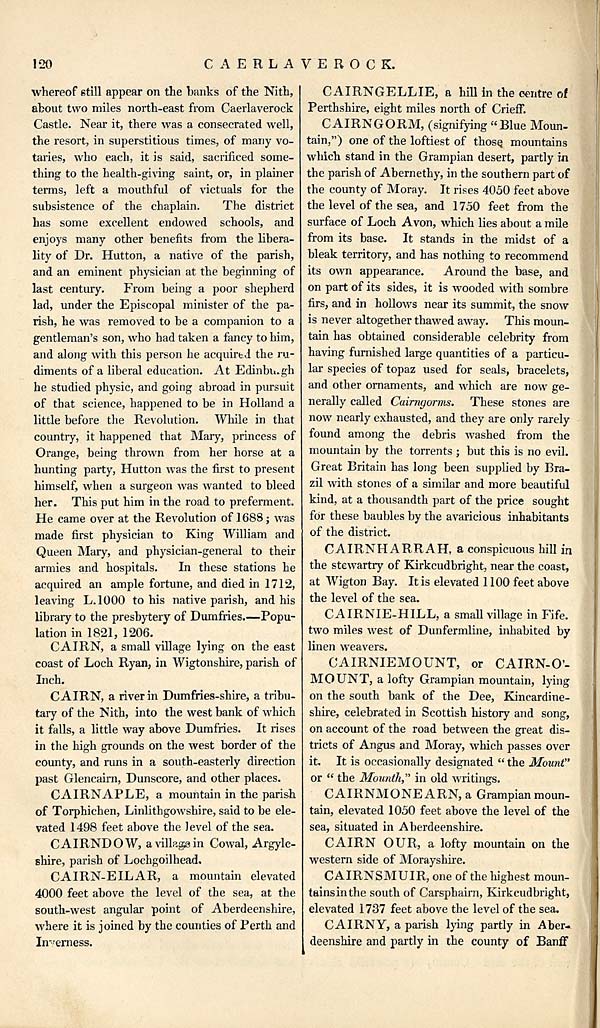 120
CAERLAVEROCK.
whereof still appear on the banks of the Nith,
about two miles north-east from Caerlaverock
Castle. Near it, there was a consecrated well,
the resort, in superstitious times, of many vo-
taries, who each, it is said, sacrificed some-
thing to the health-giving saint, or, in plainer
terms, left a mouthful of victuals for the
subsistence of the chaplain. The district
has some excellent endowed schools, and
enjoys many other benefits from the libera-
lity of Dr. Hutton, a native of the parish,
and an eminent physician at the beginning of
last century. From being a poor shepherd
lad, under the Episcopal minister of the pa-
rish, he was removed to be a companion to a
gentleman's son, who had taken a fancy to him,
and along with this person he acquired the ru-
diments of a liberal education. At Edinbu.gh
he studied physic, and going abroad in pursuit
of that science, happened to be in Holland a
little before the Revolution. While in that
country, it happened that Mary, princess of
Orange, being thrown from her horse at a
hunting party, Hutton was the first to present
himself, when a surgeon was wanted to bleed
her. This put him in the road to preferment.
He came over at the Revolution of 1688; was
made first physician to King William and
Queen Mary, and physician-general to their
armies and hospitals. In these stations he
acquired an ample fortune, and died in 1712,
leaving L.1000 to his native parish, and his
library to the presbytery of Dumfries.—Popu-
lation in 1821, 1206.
CAIRN, a small village lying on the east
coast of Loch Ryan, in Wigtonshire, parish of
Inch.
CAIRN, a river in Dumfries-shire, a tribu-
tary of the Nith, into the west bank of which
it falls, a little way above Dumfries. It rises
in the high grounds on the west border of the
county, and runs in a south-easterly direction
past Glencairn, Dunscore, and other places.
CAIRNAPLE, a mountain in the parish
of Torphichen, Linlithgowshire, said to be ele-
vated 1498 feet above the level of the sea.
CAIRNDOW, a village in Cowal, Argyle-
shire, parish of Lochgoilhead.
CAIRN-EILAR, a mountain elevated
4000 feet above the level of the sea, at the
south-west angular point of Aberdeenshire,
where it is joined by the counties of Perth and
Inverness.
CAIRNGELLIE, a hill in the centre of
Perthshire, eight miles north of Crieff.
CAIRNGORM, (signifying "Blue Moun-
tain,") one of the loftiest of those mountains
which stand in the Grampian desert, partly in
the parish of Abernethy, in the southern part of
the county of Moray. It rises 4050 feet above
the level of the sea, and 1750 feet from the
surface of Loch Avon, which lies about a mile
from its base. It stands in the midst of a
bleak territory, and has nothing to recommend
its own appearance. Around the base, and
on part of its sides, it is wooded with sombre
firs, and in hollows near its summit, the snow
is never altogether thawed away. This moun-
tain has obtained considerable celebrity from
having furnished large quantities of a particu-
lar species of topaz used for seals, bracelets,
and other ornaments, and which are now ge-
nerally called Cairngorms. These stones are
now nearly exhausted, and they are only rarely
found among the debris washed from the
mountain by the torrents; but this is no evil.
Great Britain has long been supplied by Bra-
zil with stones of a similar and more beautiful
kind, at a thousandth part of the price sought
for these baubles by the avaricious inhabitants
of the district.
CAIRNHARRAH, a conspicuous hill in
the stewartry of Kirkcudbright, near the coast,
at Wigton Bay. It is elevated 1100 feet above
the level of the sea.
CAIRNIE-HILL, a small village in Fife.
two miles west of Dunfermline, inhabited by
linen weavers.
CAIRNIEMOUNT, or CAIRN-O'-
MOUNT, a lofty Grampian mountain, lying
on the south bank of the Dee, Kincardine-
shire, celebrated in Scottish history and song,
on account of the road between the great dis-
tricts of Angus and Moray, which passes over
it. It is occasionally designated "the Mount"
or "the Mounth," in old writings.
CAIRNMONEARN, a Grampian moun-
tain, elevated 1050 feet above the level of the
sea, situated in Aberdeenshire.
CAIRN OUR, a lofty mountain on the
western side of Morayshire.
CAIRNSMUIR, one of the highest moun-
tains in the south of Carsphairn, Kirkcudbright,
elevated 1737 feet above the level of the sea.
CAIRNY, a parish lying partly in Aber-
deenshire and partly in the county of Banff